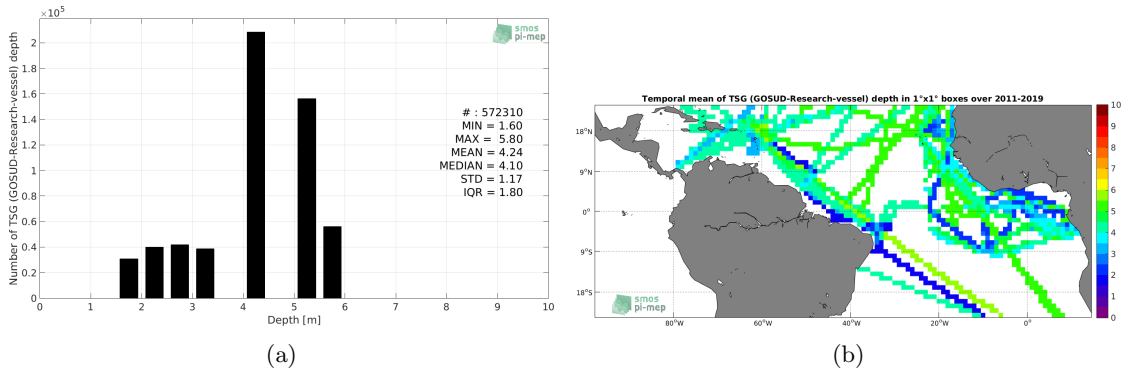 ×10⁵
2
1.8
1.6
1.4
1.2
1
0.8
0.6
0.4
0.2
0
Number of TSG (GOSUD-Research-vessel) depth
smos
pi-mep
# : 572310
MIN = 1.60
MAX = 5.80
MEAN = 4.24
MEDIAN = 4.10
STD = 1.17
IQR = 1.80
0 1 2 3 4 5 6 7 8 9 10
Depth [m]
(a)
Temporal mean of TSG (GOSUD-Research-vessel) depth in 1°x1° boxes over 2011-2019
18°N
9°N
0°
9°S
18°S
smos
pi-mep
80°W 60°W 40°W 20°W 0°
10
9
8
7
6
5
4
3
2
1
0
(b)